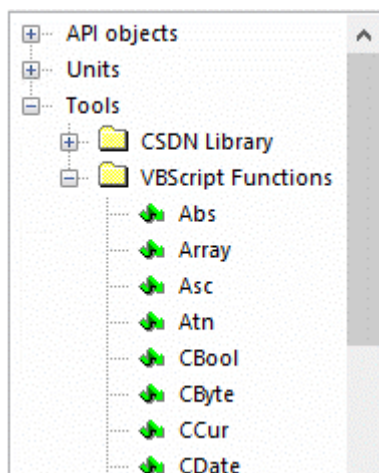 API objects
Units
Tools
CSDN Library
VBScript Functions
Abs
Array
Asc
Atn
CBool
CByte
CCur
CDate